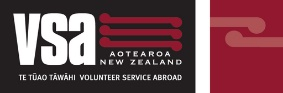 vsa
AOTEAROA
NEW ZEALAND
TE TŪAO TĀWĀHI VOLUNTEER SERVICE ABROAD